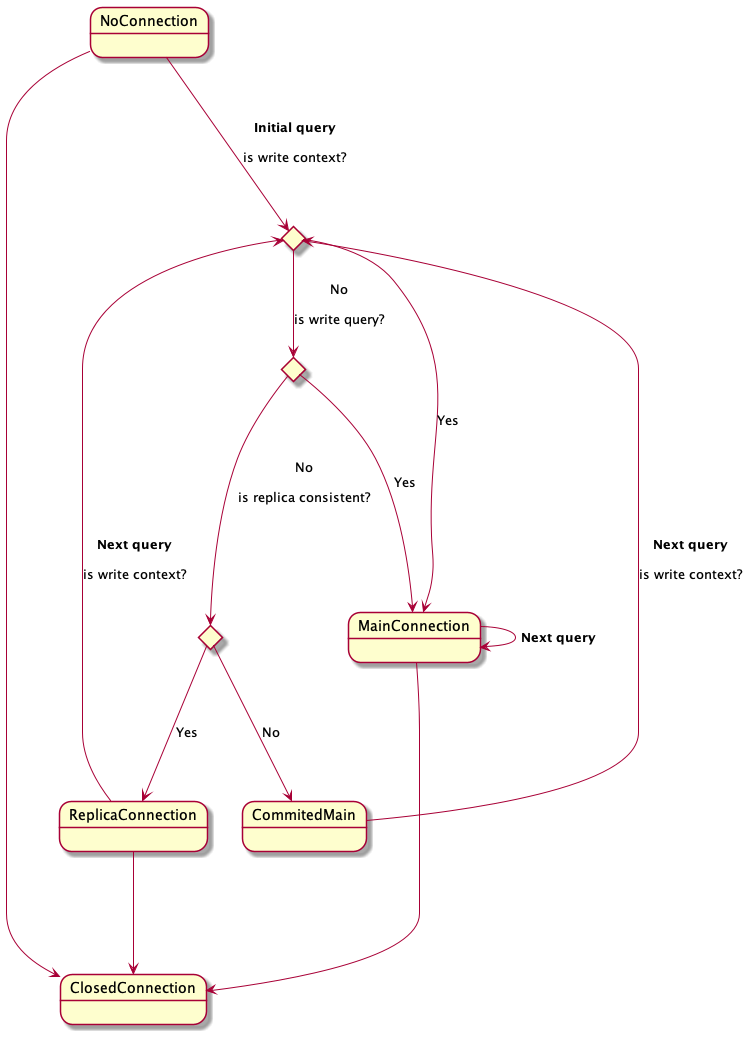 NoConnection
Initial query
is write context?
No
is write query?
Yes
No
is replica consistent?
Yes
Next query
is write context?
Next query
is write context?
MainConnection
Next query
Yes
No
ReplicaConnection
CommitedMain
ClosedConnection